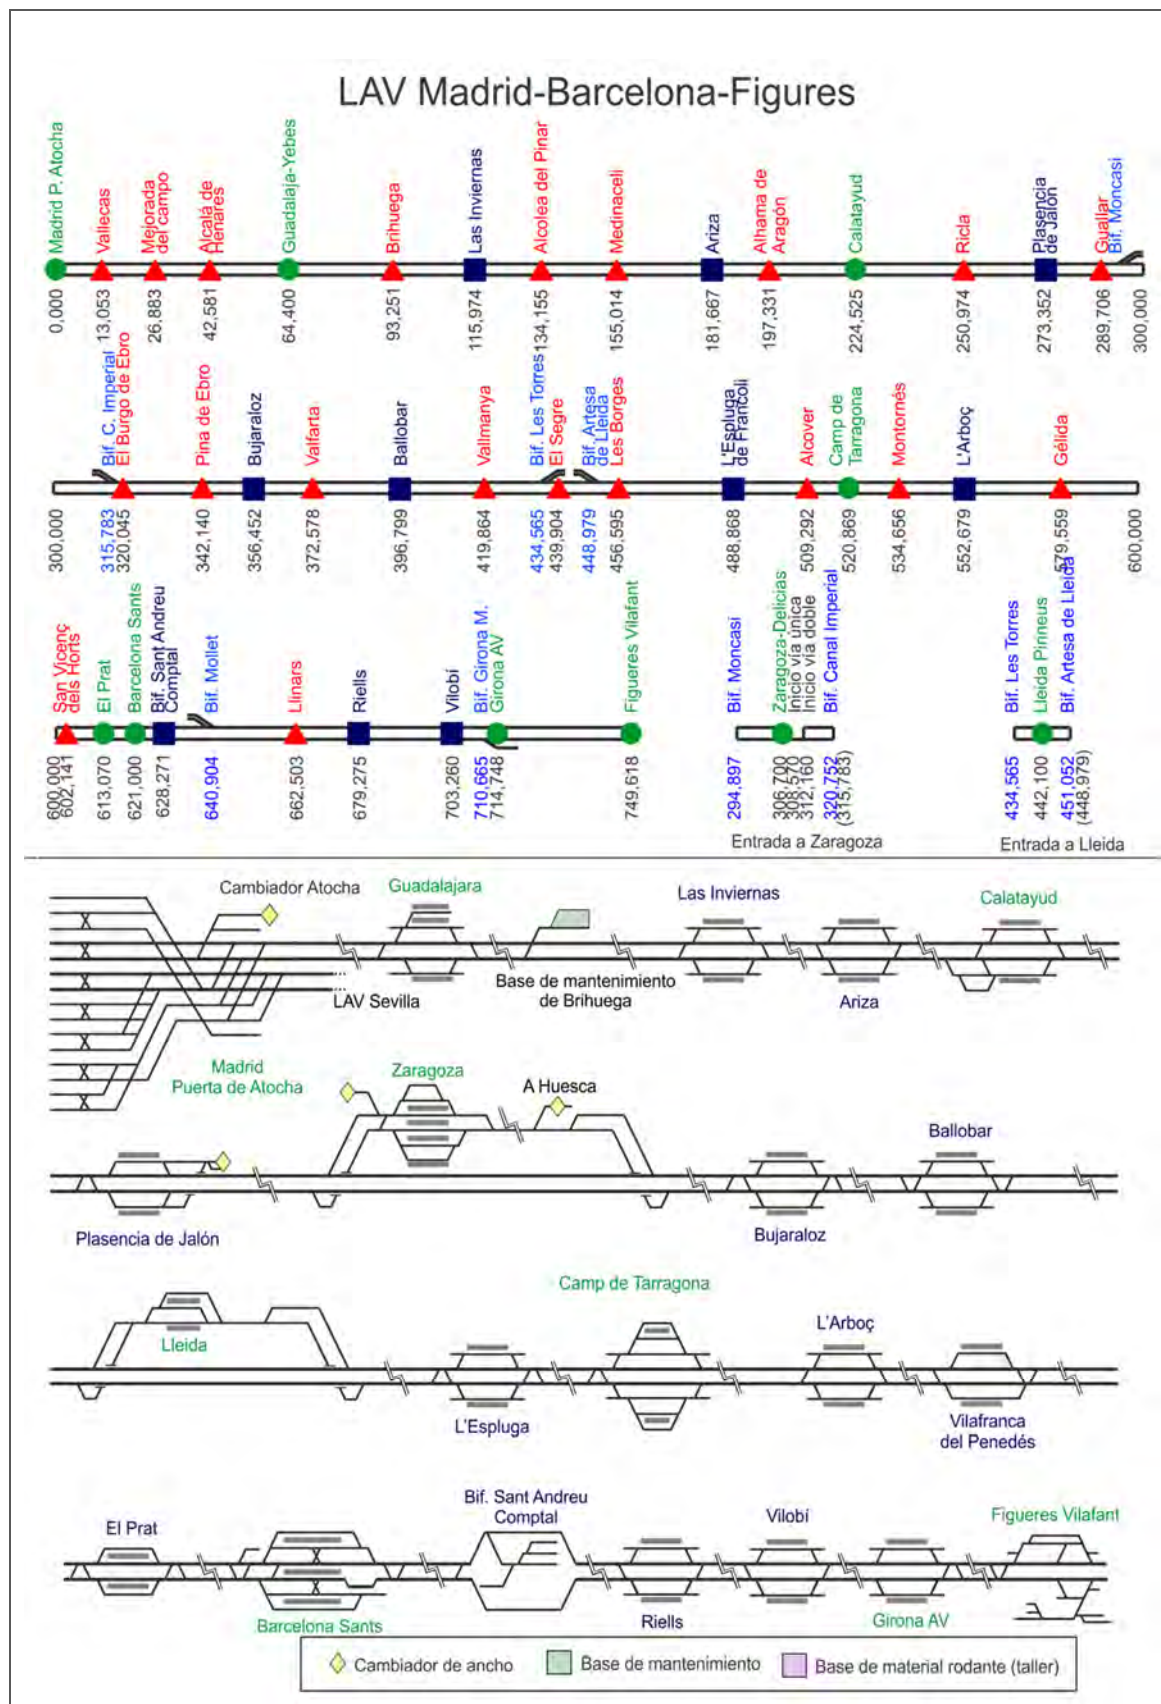 LAV Madrid-Barcelona-Figures
Madrid P. Atocha
Vallecas
Mejorada
del campo
Alcalá de
Henares
Guadalaja-Yebes
Brihuega
Las Inviernas
Alcolea del Pinar
Medinaceli
Ariza
Alhama de
Aragón
Calatayud
Ricla
Plasencia
de Jalón
Guallar
Bif. Moncasi
0,000
13,053
26,883
42,581
64,400
93,251
115,974
134,155
155,014
181,667
197,331
224,525
250,974
273,352
289,706
300,000
Bif. C. Imperial
El Burgo de Ebro
Pina de Ebro
Bujaraloz
Valfarta
Ballobar
Vallmanya
Bif. Les Torres
El Segre
Bif. Artesa
de Lleida
Les Borges
L'Espluga
de Francolí
Alcover
Camp de
Tarragona
Montornés
L'Arboç
Gélida
300,000
315,783
320,045
342,140
356,452
372,578
396,799
419,864
434,565
439,904
448,979
456,595
488,868
509,292
520,869
534,656
552,679
579,559
600,000
San Vicenç
dels Horts
El Prat
Barcelona Sants
Bif. Sant Andreu
Comptal
Bif. Mollet
Llinars
Riells
Vilobí
Bif. Girona M.
Girona AV
Figueres Vilafant
Bif. Moncasi
Zaragoza-Delicias
Inicio vía única
Inicio vía doble
Bif. Canal Imperial
Bif. Les Torres
Lleida Pirineus
Bif. Artesa de Lleida
600,000
602,141
613,070
621,000
628,271
640,904
662,503
679,275
703,260
710,965
714,748
749,618
294,897
306,700
308,570
312,160
320,752
(315,783)
434,565
442,100
451,052
(448,979)
Entrada a Zaragoza
Entrada a Lleida
Cambiador Atocha
Guadalajara
Las Inviernas
Calatayud
LAV Sevilla
Base de mantenimiento
de Brihuega
Ariza
Madrid
Puerta de Atocha
Zaragoza
A Huesca
Ballobar
Plasencia de Jalón
Bujaraloz
Camp de Tarragona
Lleida
L'Arboç
L'Espluga
Vilafranca
del Penedés
El Prat
Bif. Sant Andreu
Comptal
Vilobí
Figueres Vilafant
Barcelona Sants
Riells
Girona AV
Cambiador de ancho
Base de mantenimiento
Base de material rodante (taller)